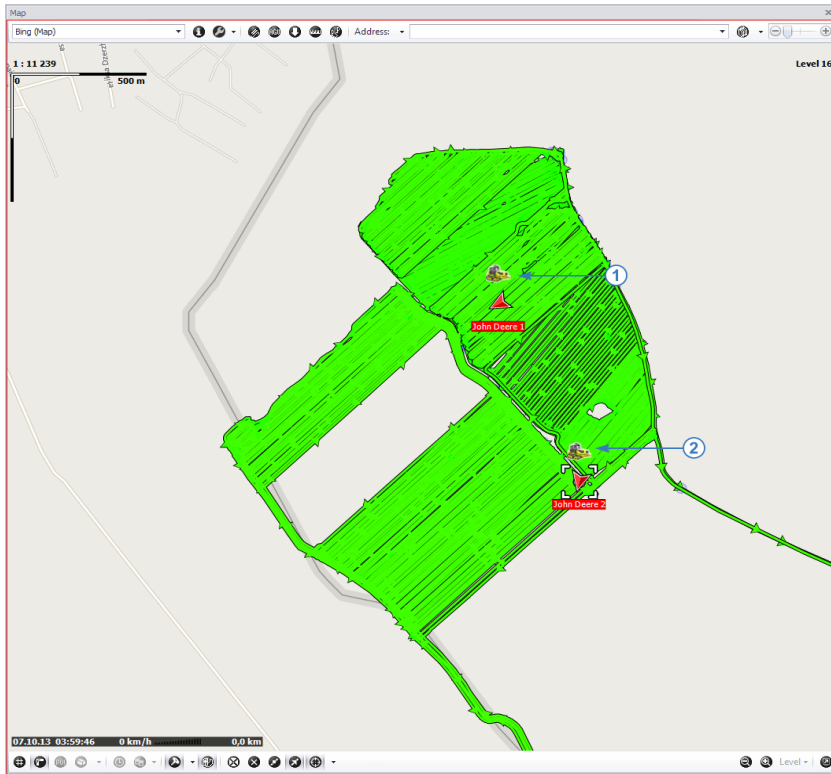 Map
Bing (Map)
Address:
1 : 11 239
Level 16
0 500 m
1
John Deere 1
2
John Deere 2
07.10.13 03:59:46 0 km/h 0,0 km
Level